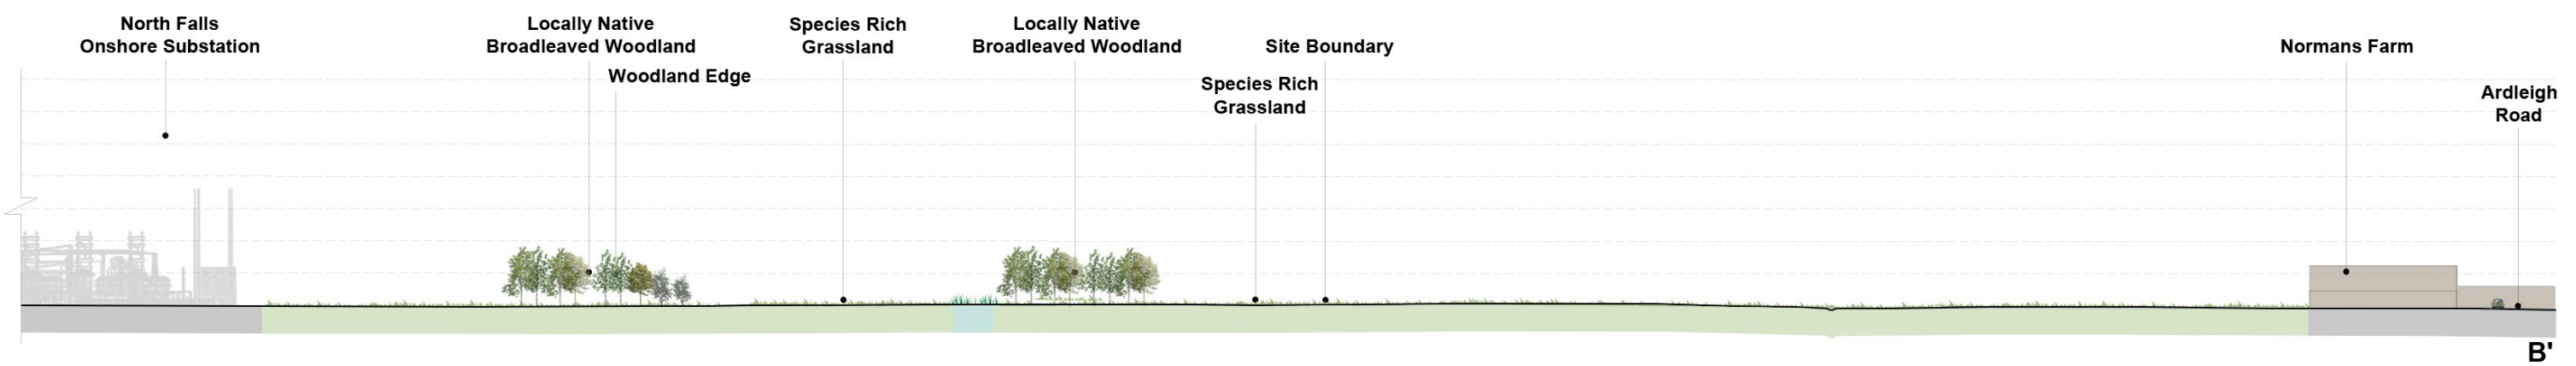 North Falls
Onshore Substation
Locally Native
Broadleaved Woodland
Woodland Edge
Species Rich
Grassland
Locally Native
Broadleaved Woodland
Species Rich
Grassland
Site Boundary
Normans Farm
Ardleigh
Road
B'